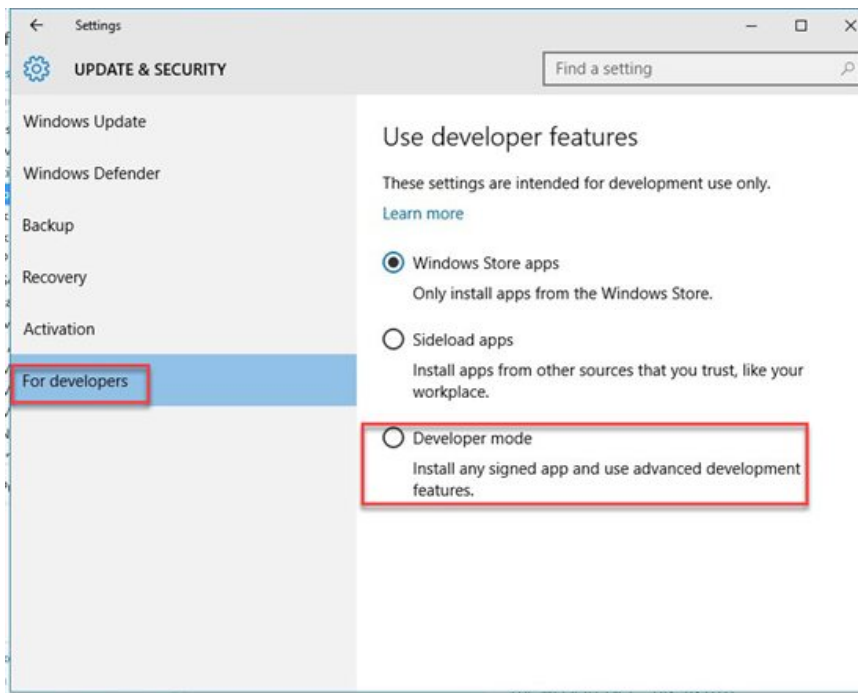 Settings
UPDATE & SECURITY
Find a setting
Windows Update
Windows Defender
Backup
Recovery
Activation
For developers
Use developer features
These settings are intended for development use only.
Learn more
Windows Store apps
Only install apps from the Windows Store.
Sideload apps
Install apps from other sources that you trust, like your
workplace.
Developer mode
Install any signed app and use advanced development
features.